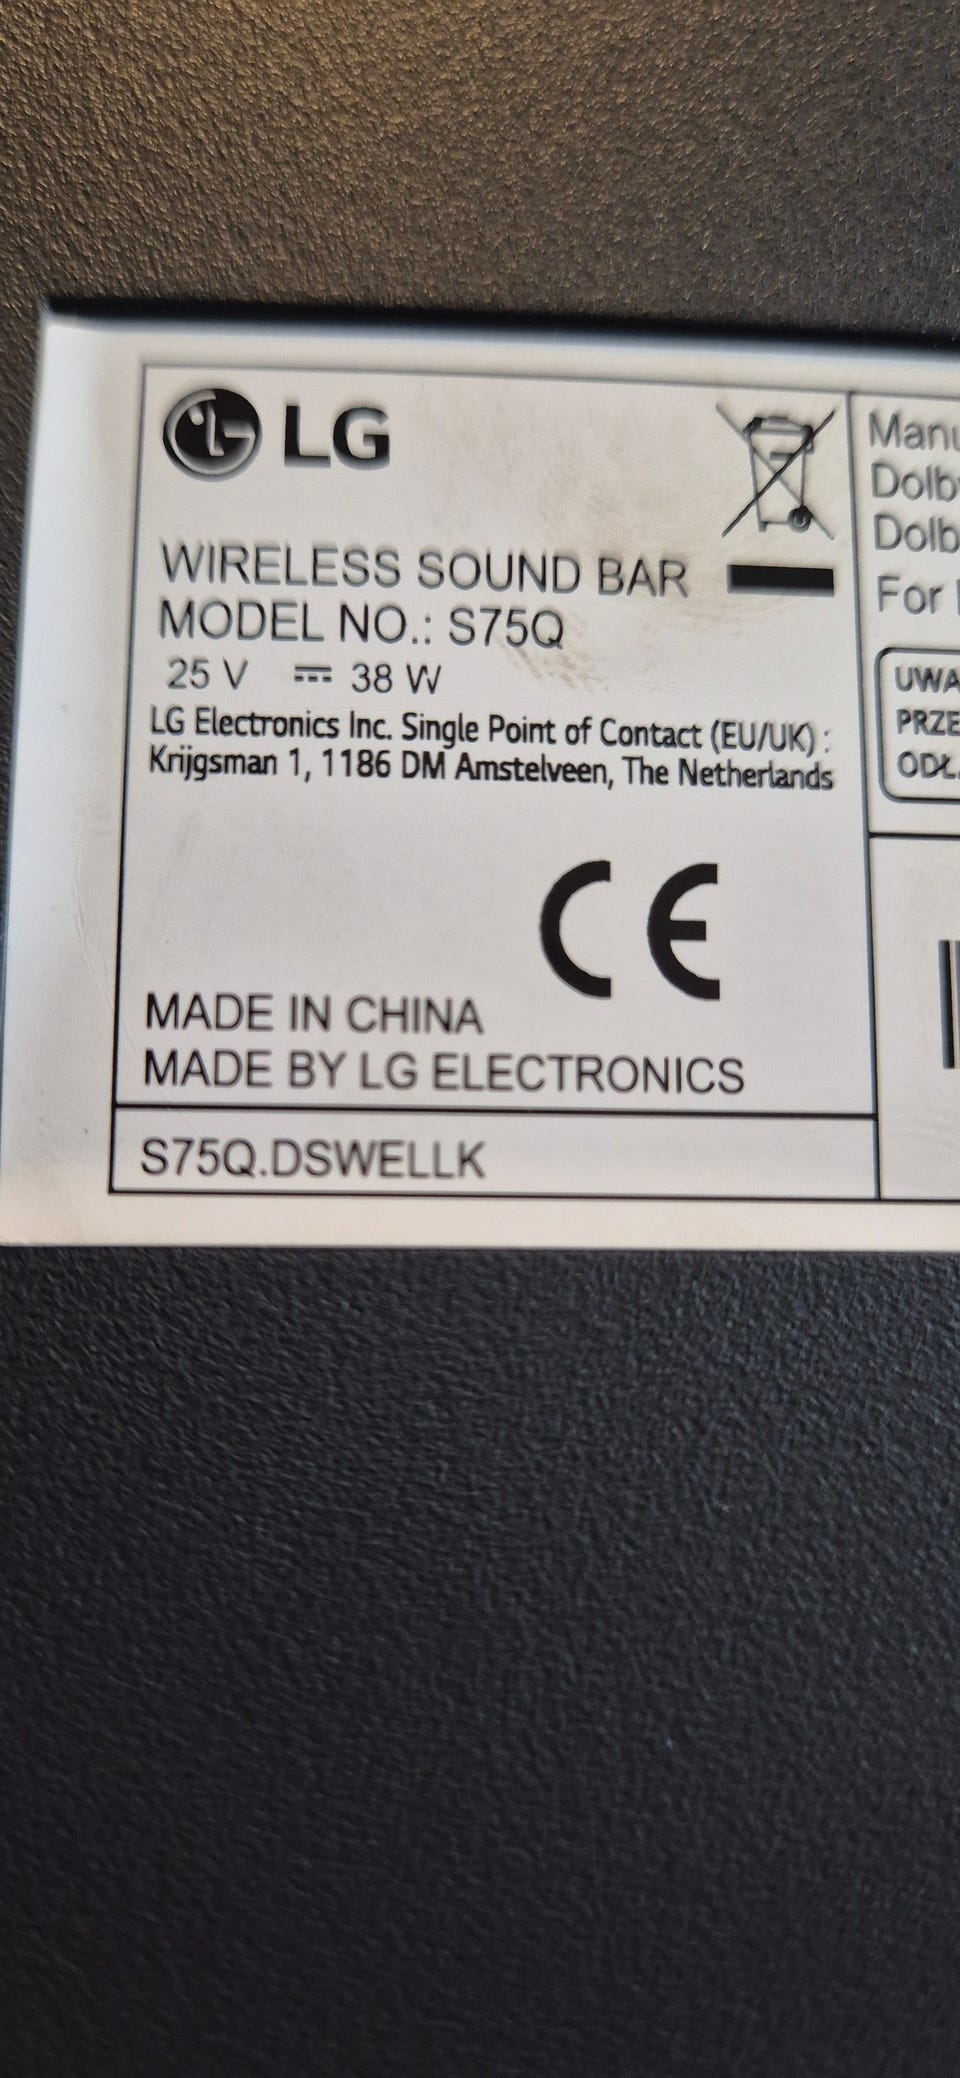 LG
WIRELESS SOUND BAR
MODEL NO.: S75Q
25 V ⎓ 38 W
LG Electronics Inc. Single Point of Contact (EU/UK) :
Krijgsman 1, 1186 DM Amstelveen, The Netherlands
CE
MADE IN CHINA
MADE BY LG ELECTRONICS
S75Q.DSWELLK
For